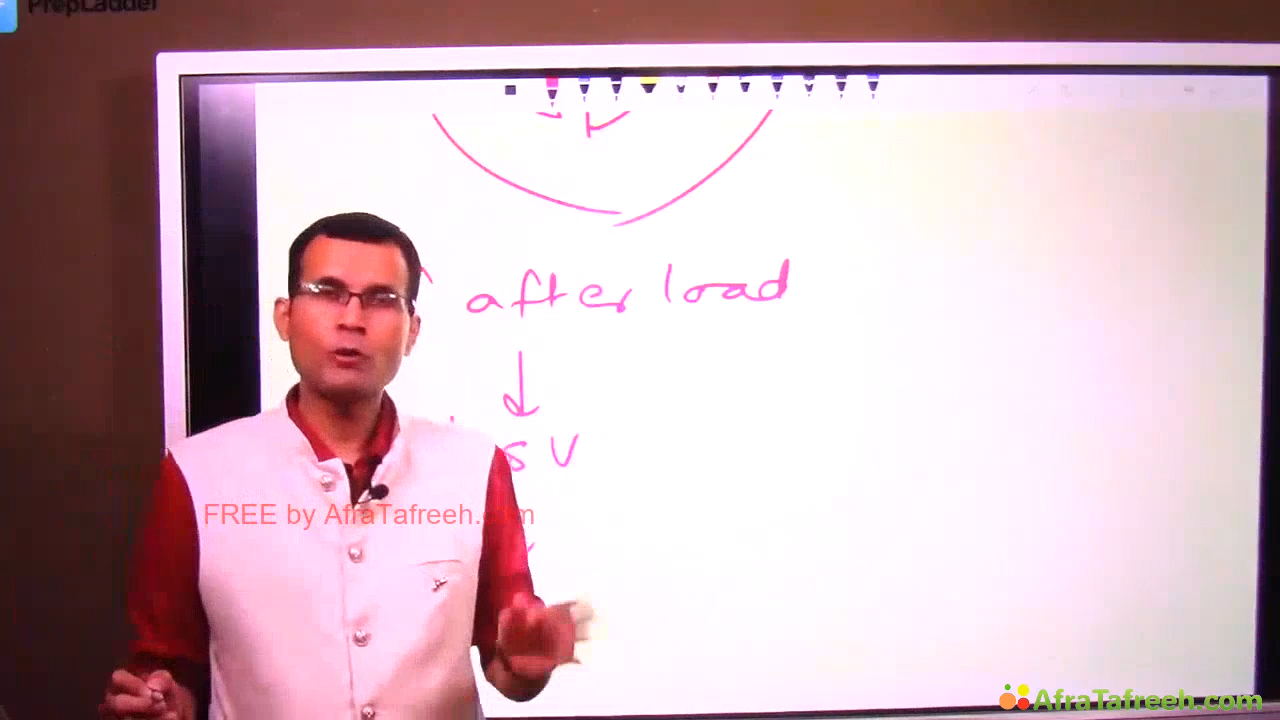 PrepLadder
↑ after load
↓
SV
FREE by AfraTafreeh.com
AfraTafreeh.com